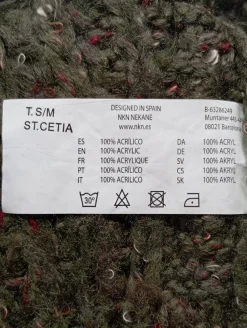 T. S/M
ST.CETIA
DESIGNED IN SPAIN
NKN NEKANE
www.nkn.es
B-63286248
Muntaner
08021 Barcelona
ES 100% ACRÍLICO
EN 100% ACRYLIC
FR 100% ACRYLIQUE
PT 100% ACRÍLICO
IT 100% ACRILICO
DA 100% ACRYL
DE 100% ACRYL
SV 100% AKRYL
CS 100% AKRYL
SK 100% AKRYL
30°